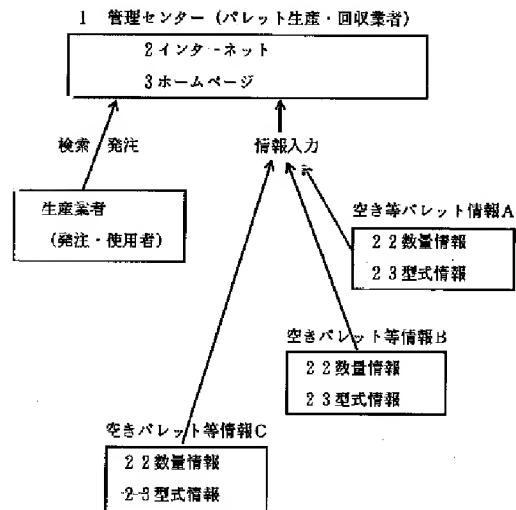 1 管理センター（パレット生産・回収業者）
2インターネット
3ホームページ
検索 発注
情報入力
生産業者
（発注・使用者）
空き等パレット情報A
22数量情報
23型式情報
空きパレット等情報B
22数量情報
23型式情報
空きパレット等情報C
22数量情報
23型式情報